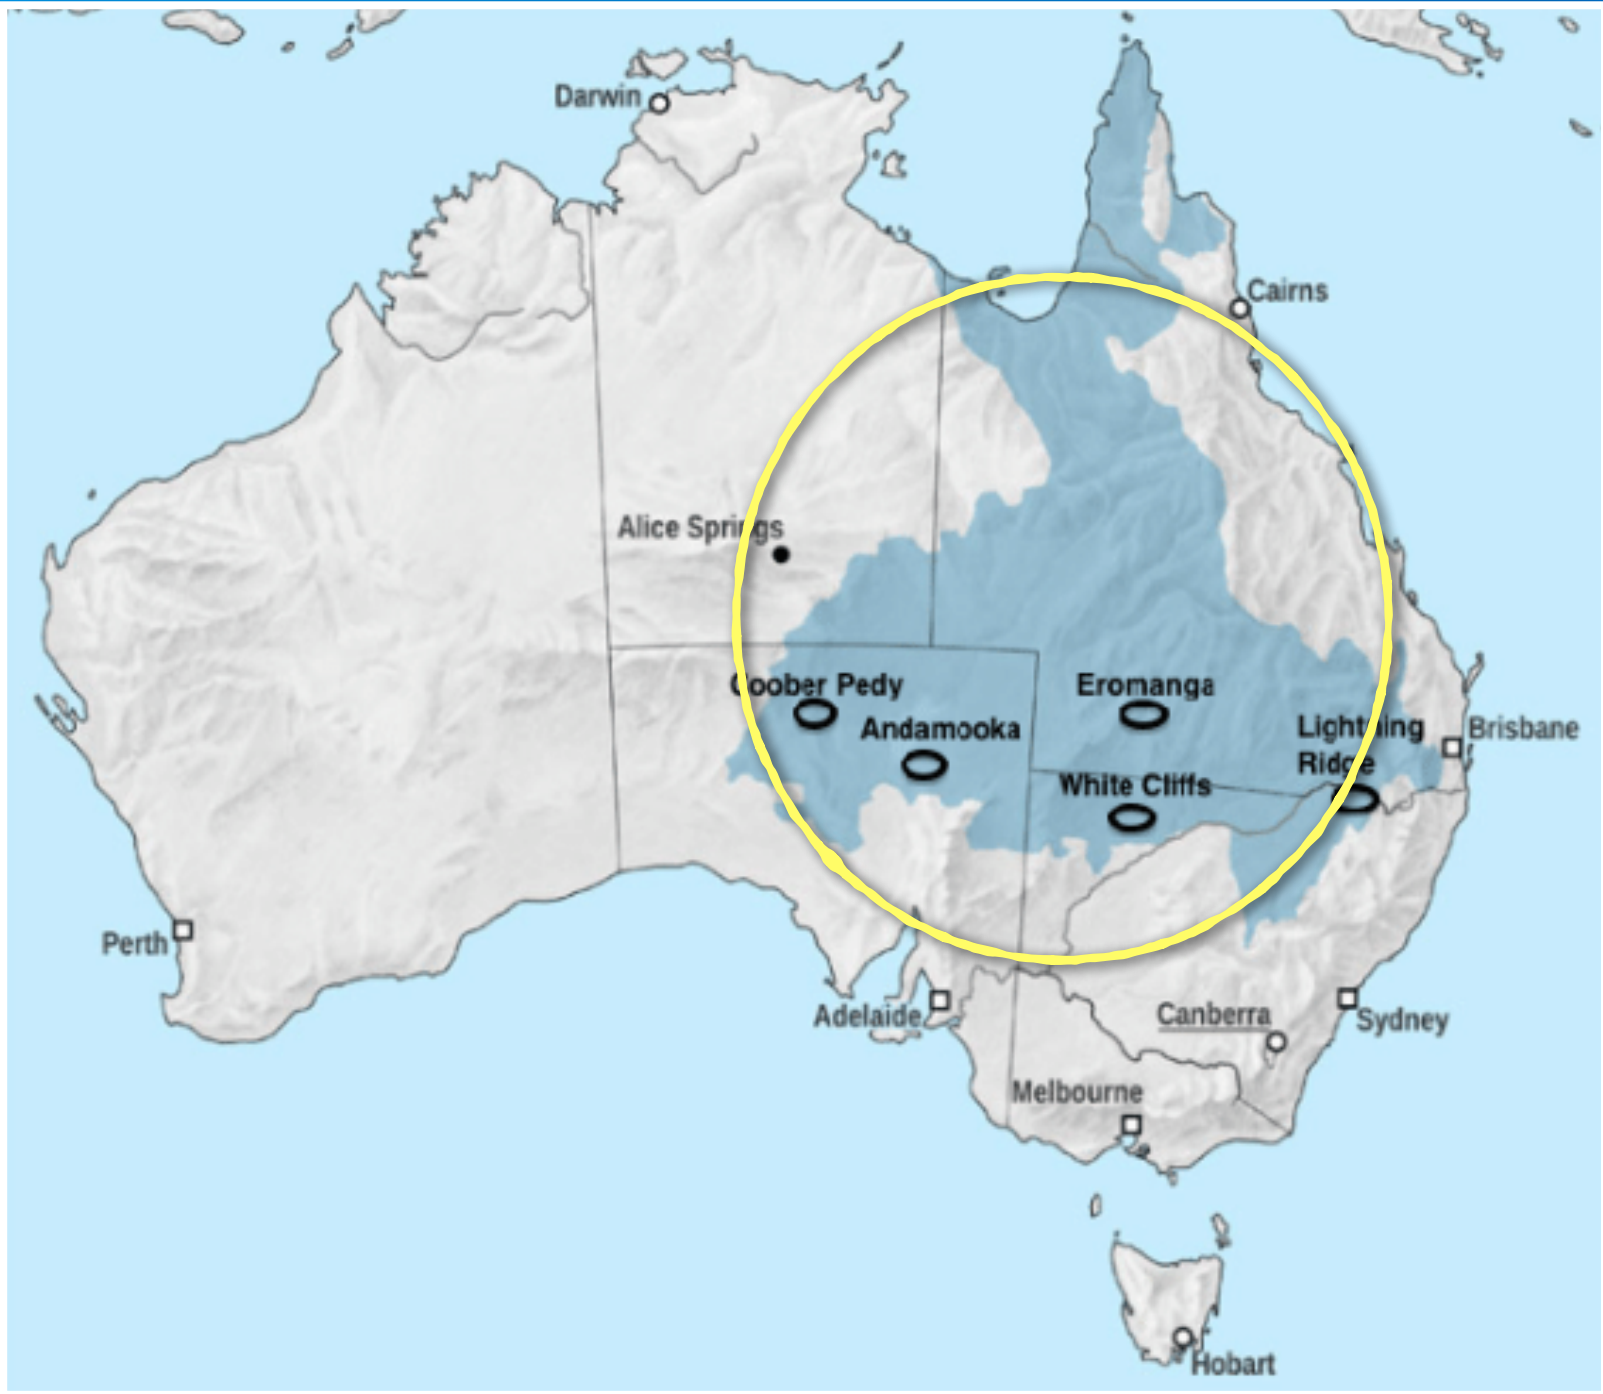 Darwin
Cairns
Alice Springs
Coober Pedy
Eromanga
Andamooka
Lightning
Ridge
Brisbane
White Cliffs
Perth
Adelaide
Canberra
Sydney
Melbourne
Hobart